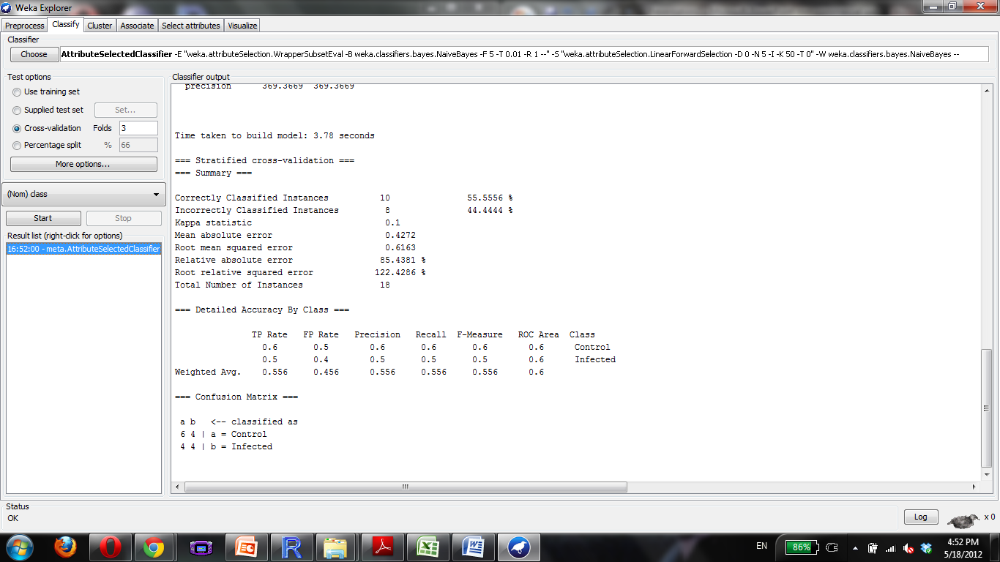 Weka Explorer
Preprocess Classify Cluster Associate Select attributes Visualize
Classifier
Choose AttributeSelectedClassifier -E "weka.attributeSelection.WrapperSubsetEval -B weka.classifiers.bayes.NaiveBayes -F 5 -T 0.01 -R 1 --" -S "weka.attributeSelection.LinearForwardSelection -D 0 -N 5 -I -K 50 -T 0" -W weka.classifiers.bayes.NaiveBayes --
Test options
Use training set
Supplied test set Set...
Cross-validation Folds 3
Percentage split % 66
More options...
(Nom) class
Start Stop
Result list (right-click for options)
16:52:00 - meta.AttributeSelectedClassifier
Classifier output
precision 369.3669 369.3669
Time taken to build model: 3.78 seconds
=== Stratified cross-validation ===
=== Summary ===
Correctly Classified Instances 10 55.5556 %
Incorrectly Classified Instances 8 44.4444 %
Kappa statistic 0.1
Mean absolute error 0.4272
Root mean squared error 0.6163
Relative absolute error 85.4381 %
Root relative squared error 122.4286 %
Total Number of Instances 18
=== Detailed Accuracy By Class ===
TP Rate FP Rate Precision Recall F-Measure ROC Area Class
0.6 0.5 0.6 0.6 0.6 0.6 Control
0.5 0.4 0.5 0.5 0.5 0.6 Infected
Weighted Avg. 0.556 0.456 0.556 0.556 0.556 0.6
=== Confusion Matrix ===
a b <-- classified as
6 4 | a = Control
4 4 | b = Infected
Status
OK
Log x 0
EN 86% 4:52 PM
5/18/2012